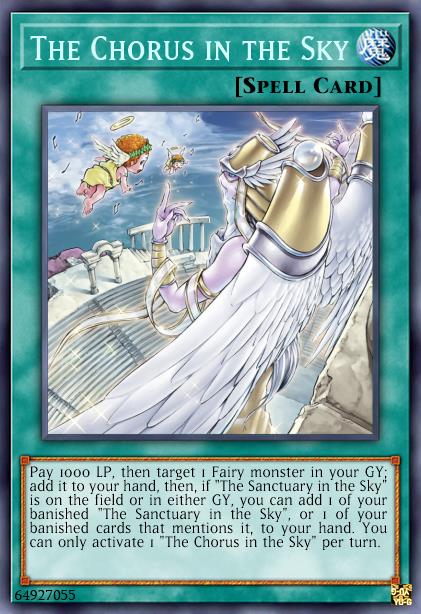 The Chorus in the Sky
[Spell Card]
Pay 1000 LP, then target 1 Fairy monster in your GY;
add it to your hand, then, if "The Sanctuary in the Sky"
is on the field or in either GY, you can add 1 of your
banished "The Sanctuary in the Sky", or 1 of your
banished cards that mentions it, to your hand. You
can only activate 1 "The Chorus in the Sky" per turn.
64927055